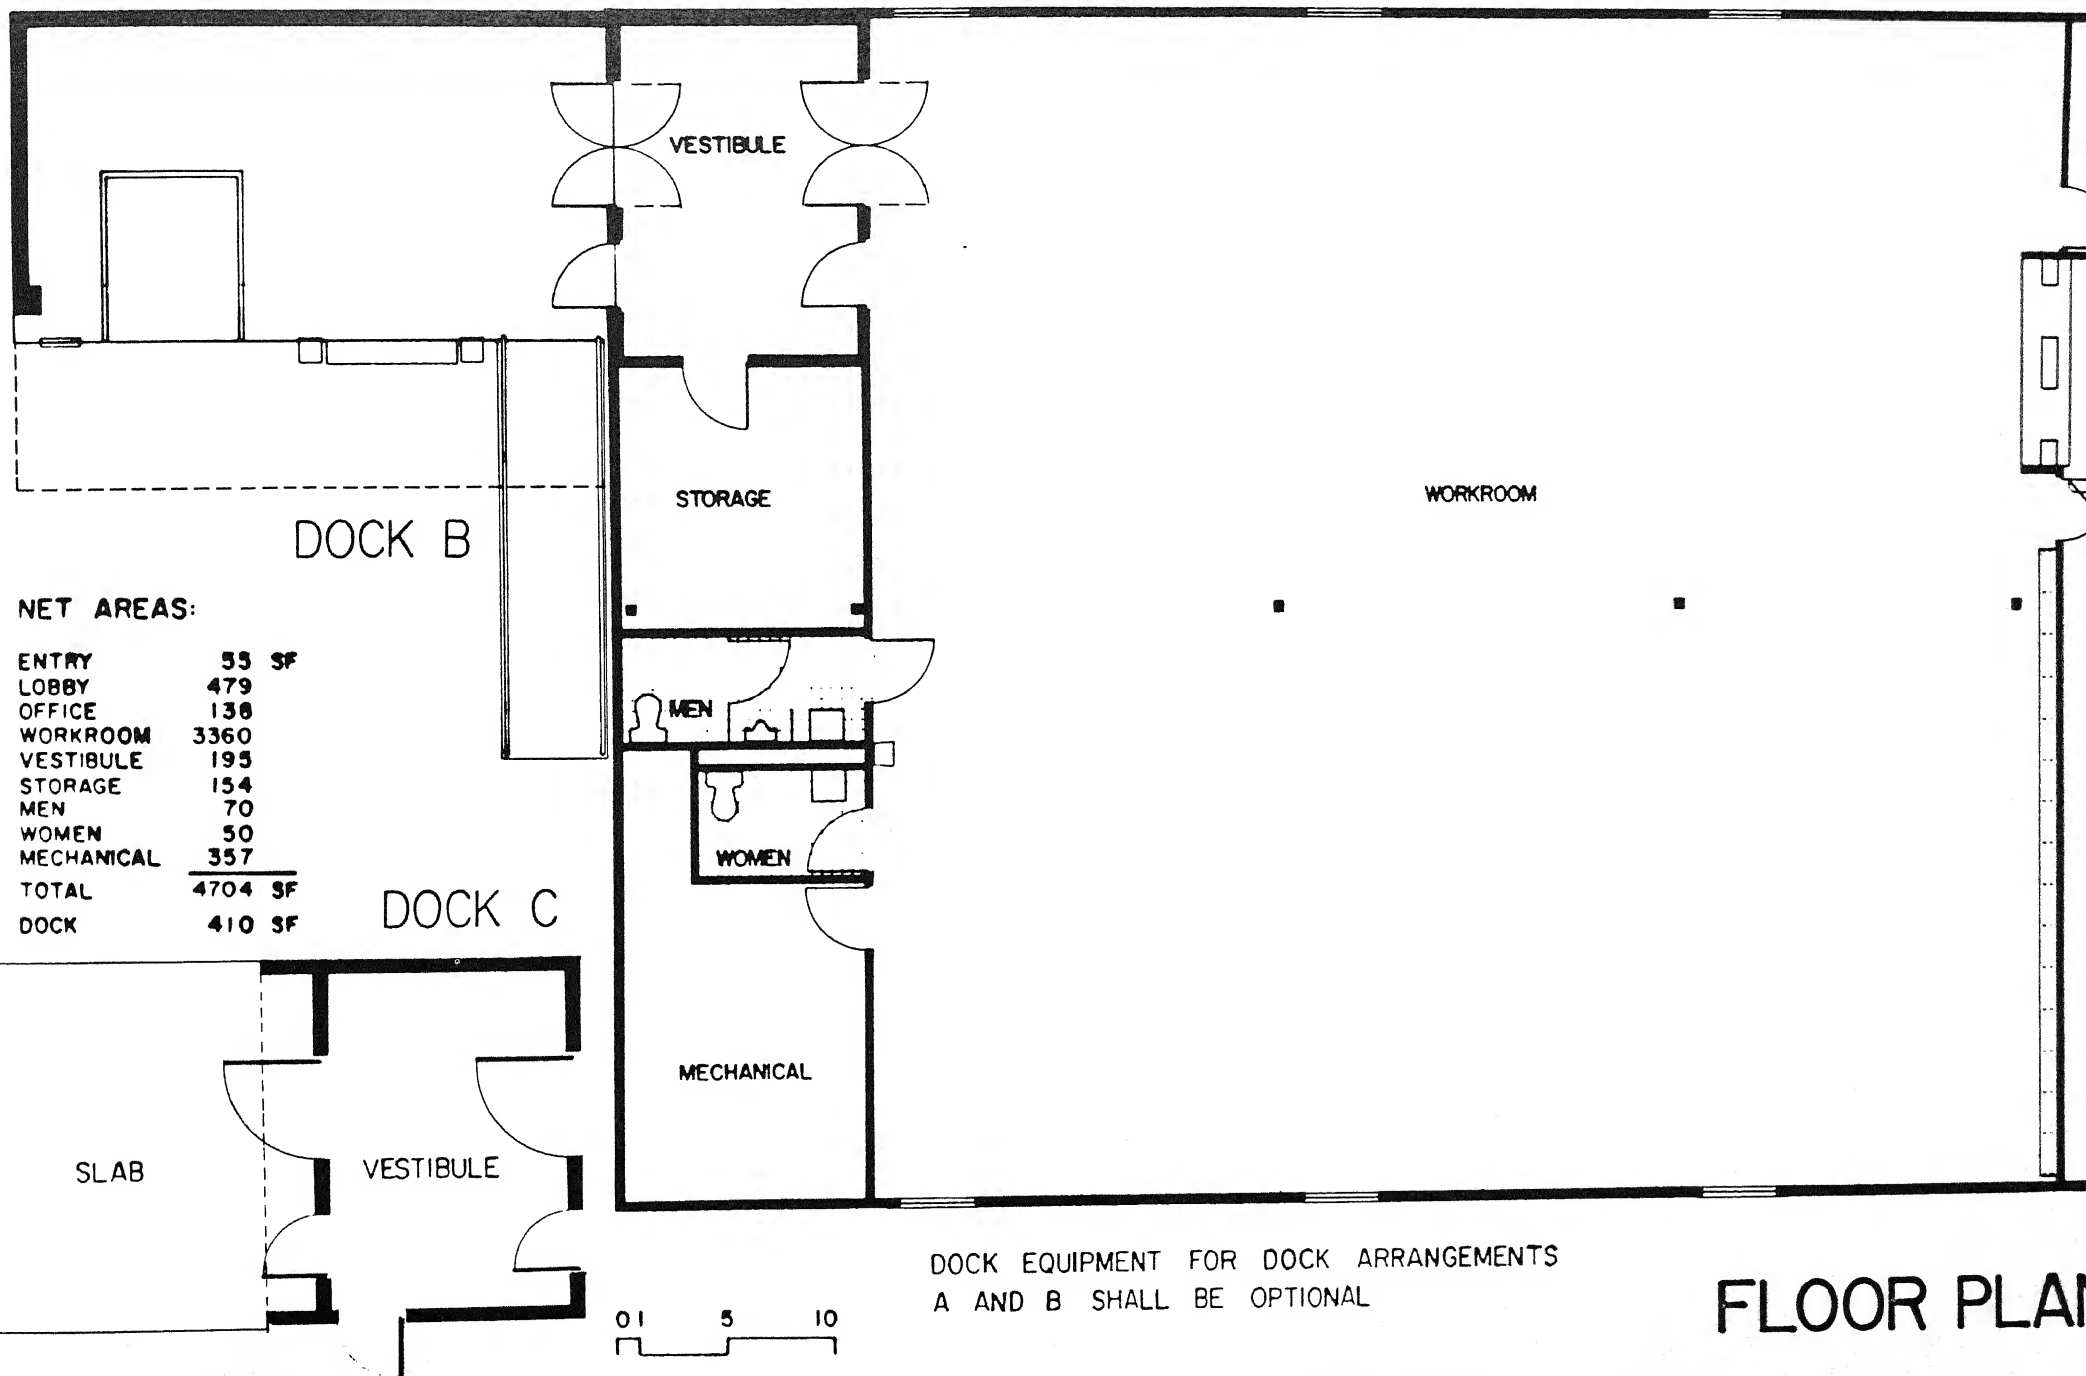 VESTIBULE
STORAGE
WORKROOM
DOCK B
NET AREAS:
ENTRY 55 SF
LOBBY 479
OFFICE 138
WORKROOM 3360
VESTIBULE 195
STORAGE 154
MEN 70
WOMEN 50
MECHANICAL 357
TOTAL 4704 SF
DOCK 410 SF
MEN
WOMEN
DOCK C
MECHANICAL
SLAB
VESTIBULE
DOCK EQUIPMENT FOR DOCK ARRANGEMENTS
A AND B SHALL BE OPTIONAL
0 1 5 10
FLOOR PLAN